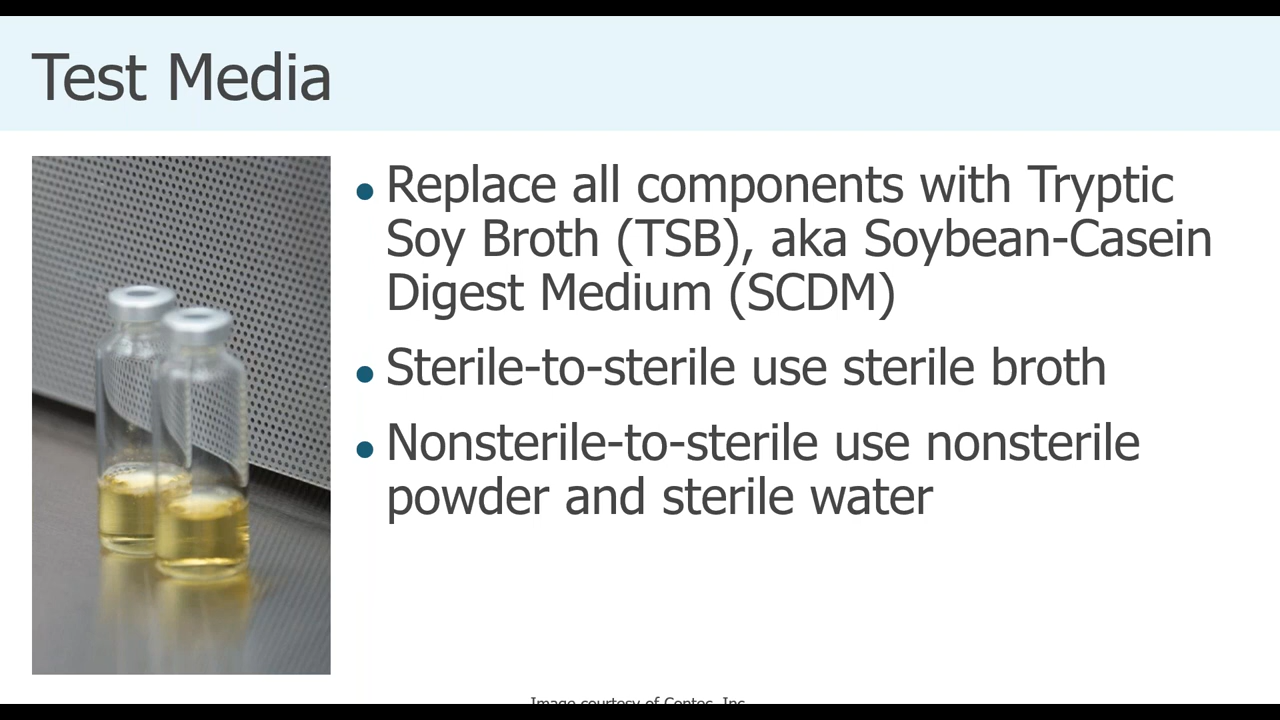 Test Media
• Replace all components with Tryptic
Soy Broth (TSB), aka Soybean-Casein
Digest Medium (SCDM)
• Sterile-to-sterile use sterile broth
• Nonsterile-to-sterile use nonsterile
powder and sterile water
Image courtesy of Contec, Inc